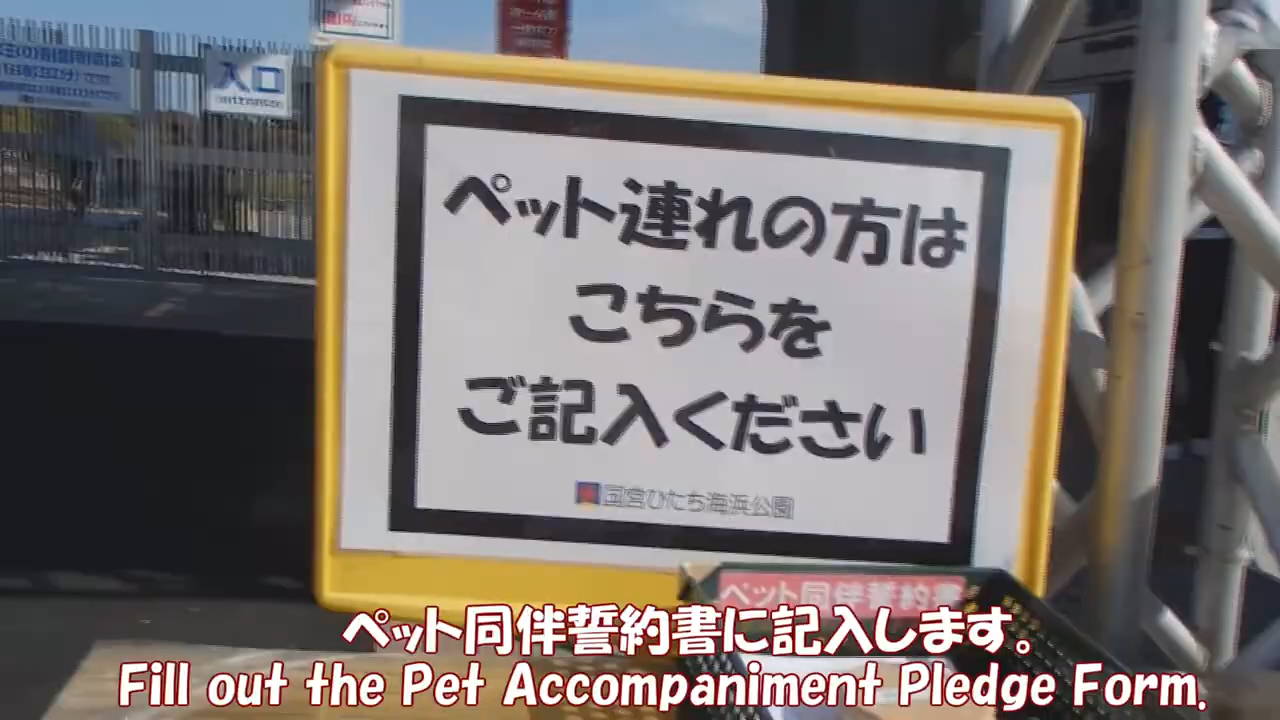 入口
ペット連れの方は
こちらを
ご記入ください
国営ひたち海浜公園
ペット同伴誓約書
ペット同伴誓約書に記入します。
Fill out the Pet Accompaniment Pledge Form.